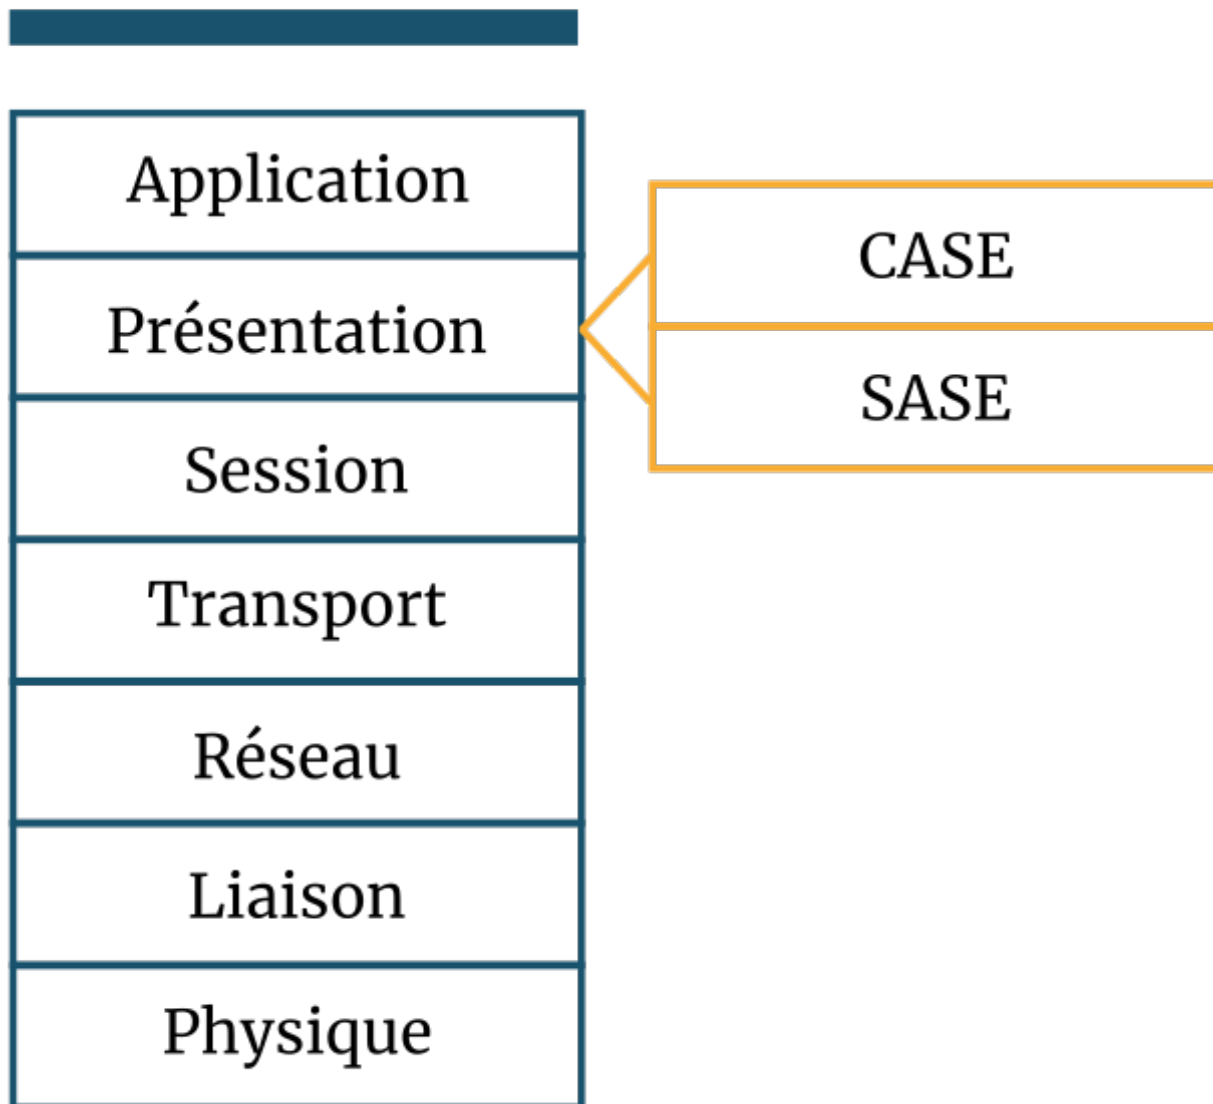 Application
Présentation
Session
Transport
Réseau
Liaison
Physique
CASE
SASE